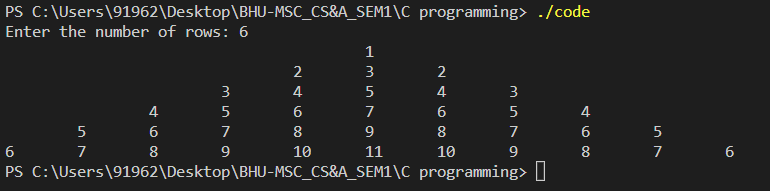 PS C:\Users\91962\Desktop\BHU-MSC_CS&A_SEM1\C programming> ./code
Enter the number of rows: 6
1
2 3 2
3 4 5 4 3
4 5 6 7 6 5 4
5 6 7 8 9 8 7 6 5
6 7 8 9 10 11 10 9 8 7 6
PS C:\Users\91962\Desktop\BHU-MSC_CS&A_SEM1\C programming>